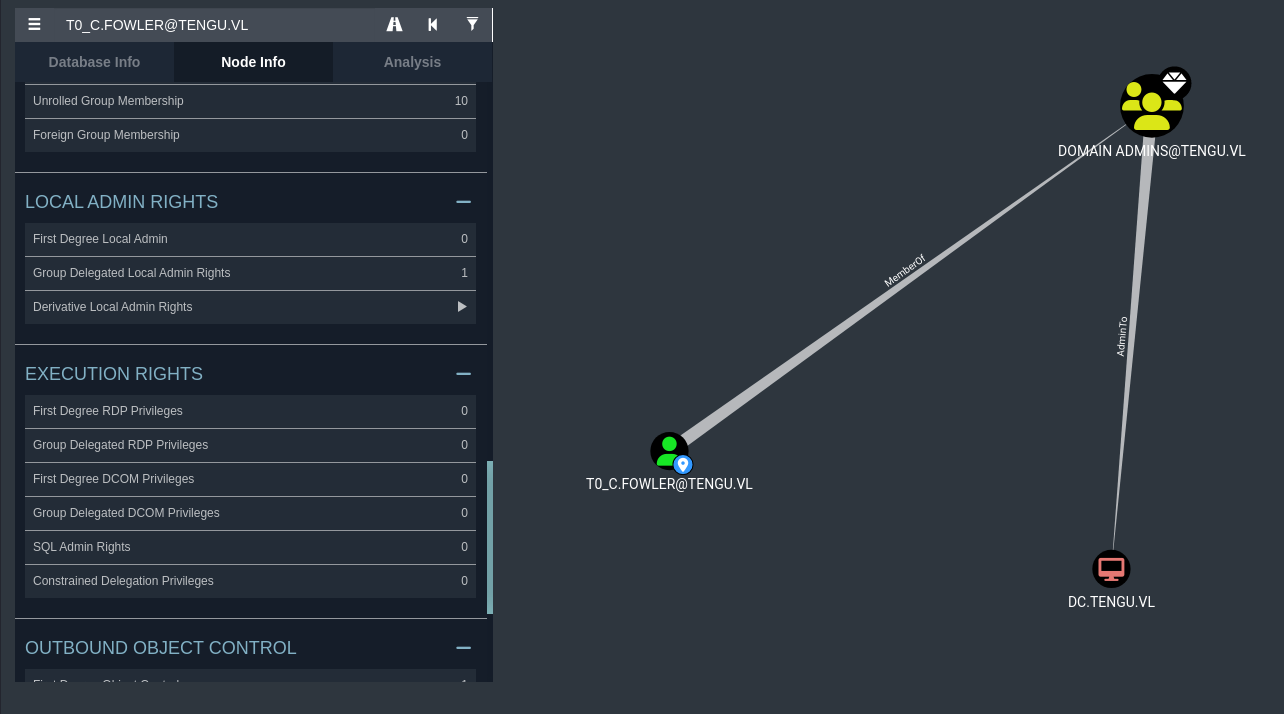 T0_C.FOWLER@TENGU.VL
Database Info
Node Info
Analysis
Unrolled Group Membership 10
Foreign Group Membership 0
LOCAL ADMIN RIGHTS
First Degree Local Admin 0
Group Delegated Local Admin Rights 1
Derivative Local Admin Rights
EXECUTION RIGHTS
First Degree RDP Privileges 0
Group Delegated RDP Privileges 0
First Degree DCOM Privileges 0
Group Delegated DCOM Privileges 0
SQL Admin Rights 0
Constrained Delegation Privileges 0
OUTBOUND OBJECT CONTROL
DOMAIN ADMINS@TENGU.VL
MemberOf
AdminTo
T0_C.FOWLER@TENGU.VL
DC.TENGU.VL